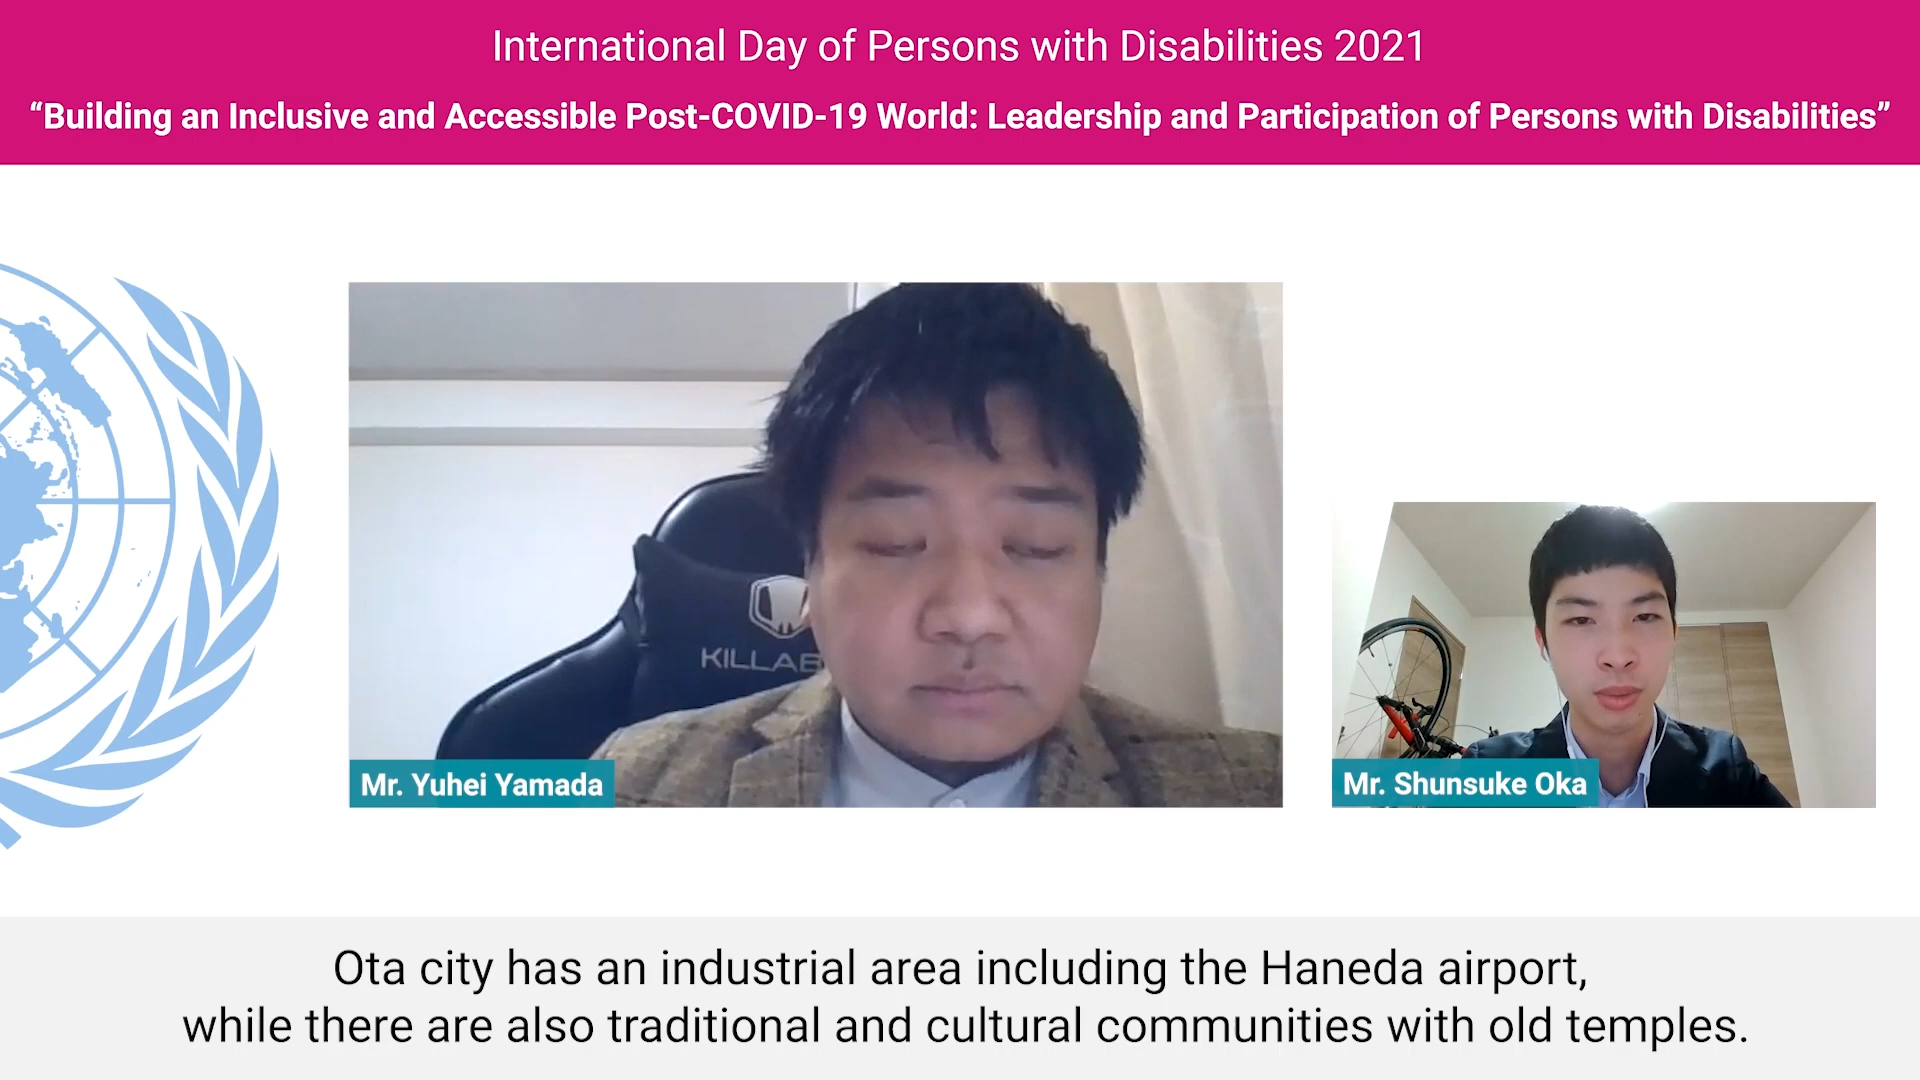 International Day of Persons with Disabilities 2021
“Building an Inclusive and Accessible Post-COVID-19 World: Leadership and Participation of Persons with Disabilities”
KILLAB
Mr. Yuhei Yamada
Mr. Shunsuke Oka
Ota city has an industrial area including the Haneda airport,
while there are also traditional and cultural communities with old temples.